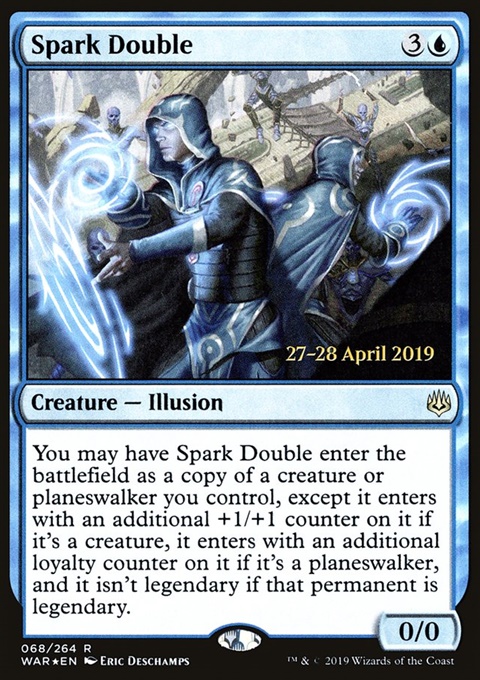 Spark Double 3
27–28 April 2019
Creature — Illusion
You may have Spark Double enter the
battlefield as a copy of a creature or
planeswalker you control, except it enters
with an additional +1/+1 counter on it if
it's a creature, it enters with an additional
loyalty counter on it if it's a planeswalker,
and it isn't legendary if that permanent is
legendary.
0/0
068/264 R
WAR★EN Eric Deschamps
™ & © 2019 Wizards of the Coast